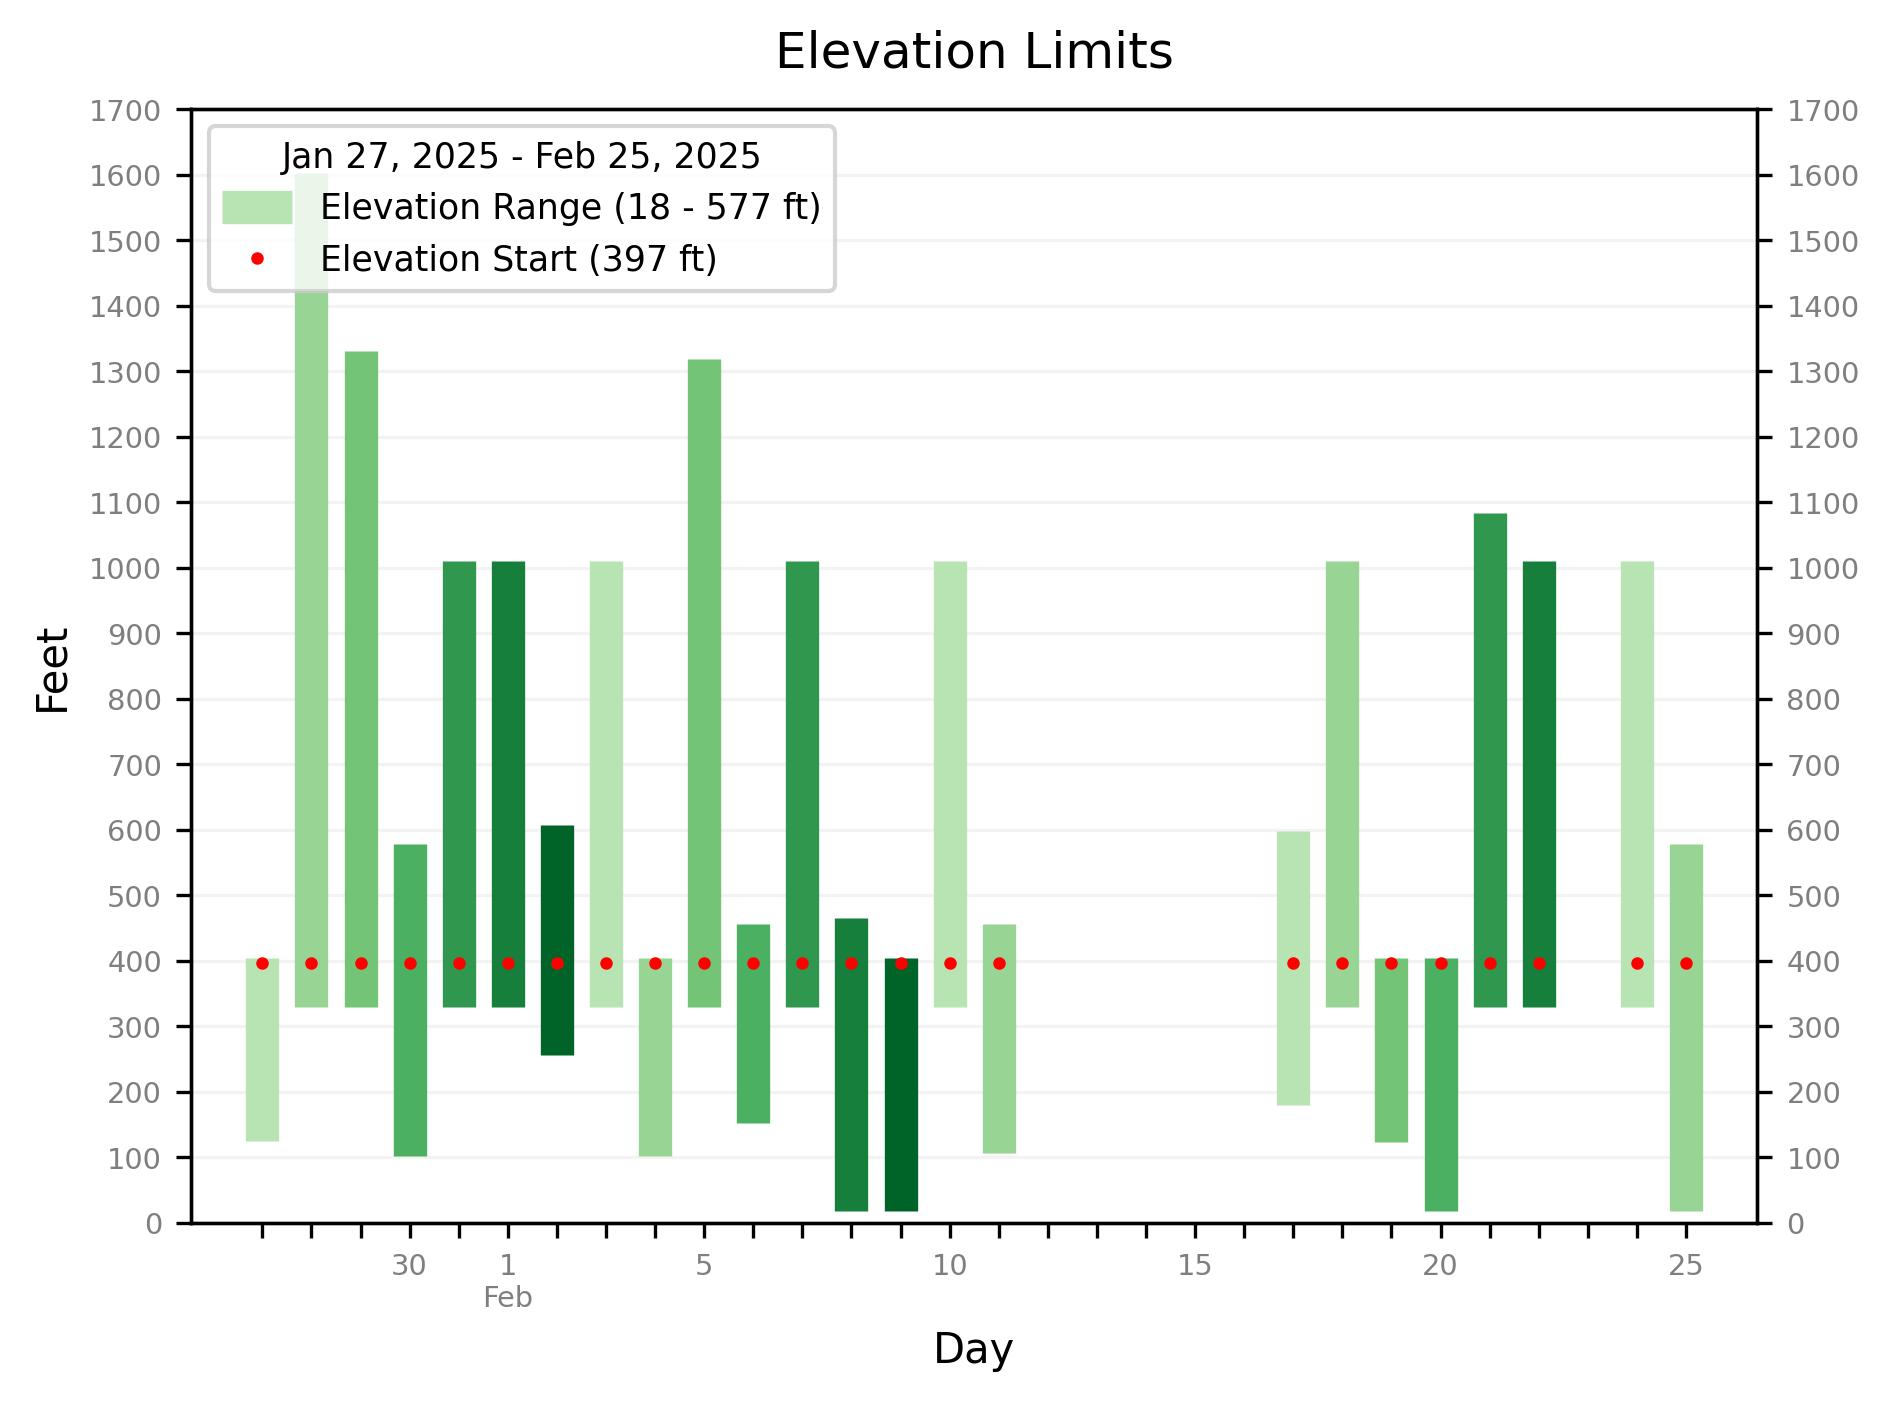 Elevation Limits
1700 1700
Jan 27, 2025 - Feb 25, 2025
1600 1600
Elevation Range (18 - 577 ft)
1500 1500
Elevation Start (397 ft)
1400 1400
1300 1300
1200 1200
1100 1100
1000 1000
900 900
800 800
Feet
700 700
600 600
500 500
400 400
300 300
200 200
100 100
0 0
30 1 5 10 15 20 25
Feb
Day